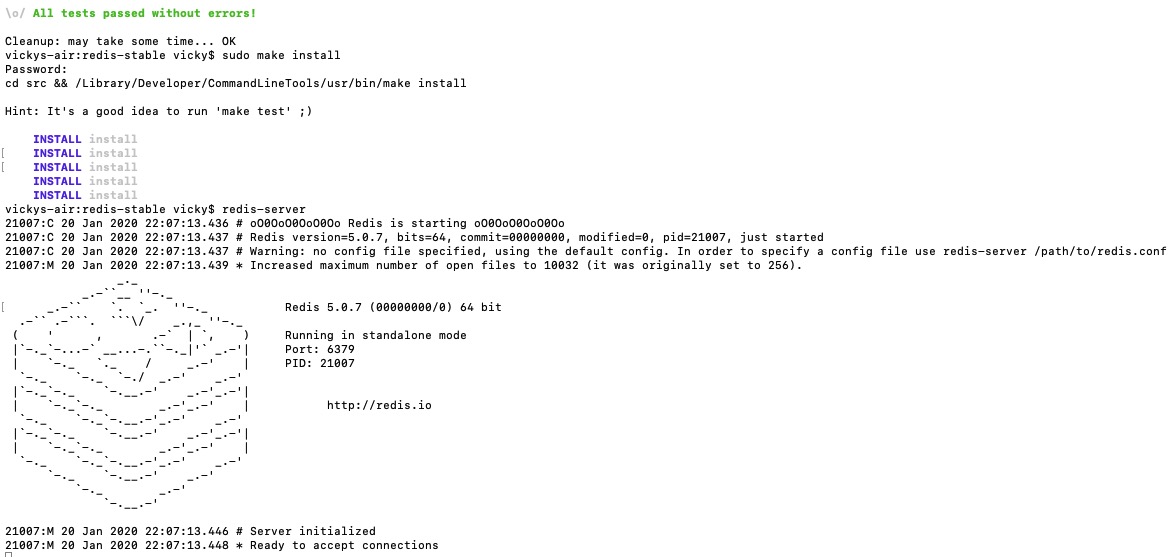 \o/ All tests passed without errors!
Cleanup: may take some time... OK
vickys-air:redis-stable vicky$ sudo make install
Password:
cd src && /Library/Developer/CommandLineTools/usr/bin/make install
Hint: It's a good idea to run 'make test' ;)
INSTALL install
INSTALL install
INSTALL install
INSTALL install
INSTALL install
vickys-air:redis-stable vicky$ redis-server
21007:C 20 Jan 2020 22:07:13.436 # oO0OoO0OoO0Oo Redis is starting oO0OoO0OoO0Oo
21007:C 20 Jan 2020 22:07:13.437 # Redis version=5.0.7, bits=64, commit=00000000, modified=0, pid=21007, just started
21007:C 20 Jan 2020 22:07:13.437 # Warning: no config file specified, using the default config. In order to specify a config file use redis-server /path/to/redis.conf
21007:M 20 Jan 2020 22:07:13.439 * Increased maximum number of open files to 10032 (it was originally set to 256).
Redis 5.0.7 (00000000/0) 64 bit
Running in standalone mode
Port: 6379
PID: 21007
http://redis.io
21007:M 20 Jan 2020 22:07:13.446 # Server initialized
21007:M 20 Jan 2020 22:07:13.448 * Ready to accept connections